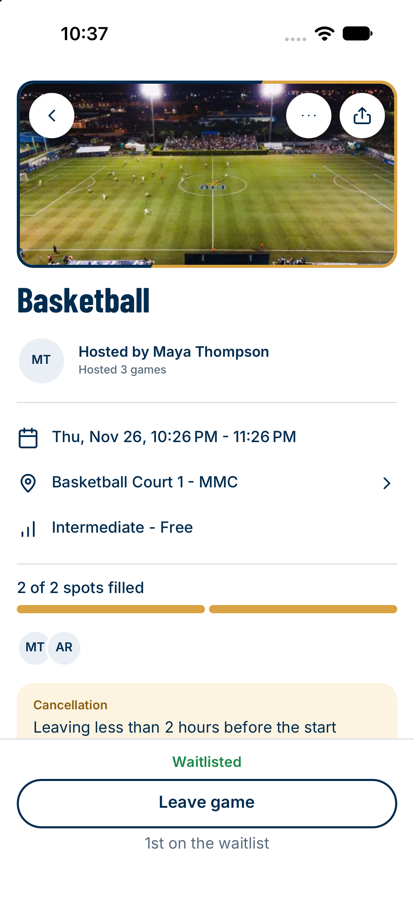 10:37
Basketball
MT
Hosted by Maya Thompson
Hosted 3 games
Thu, Nov 26, 10:26 PM - 11:26 PM
Basketball Court 1 - MMC
Intermediate - Free
2 of 2 spots filled
MT AR
Cancellation
Leaving less than 2 hours before the start
Waitlisted
Leave game
1st on the waitlist